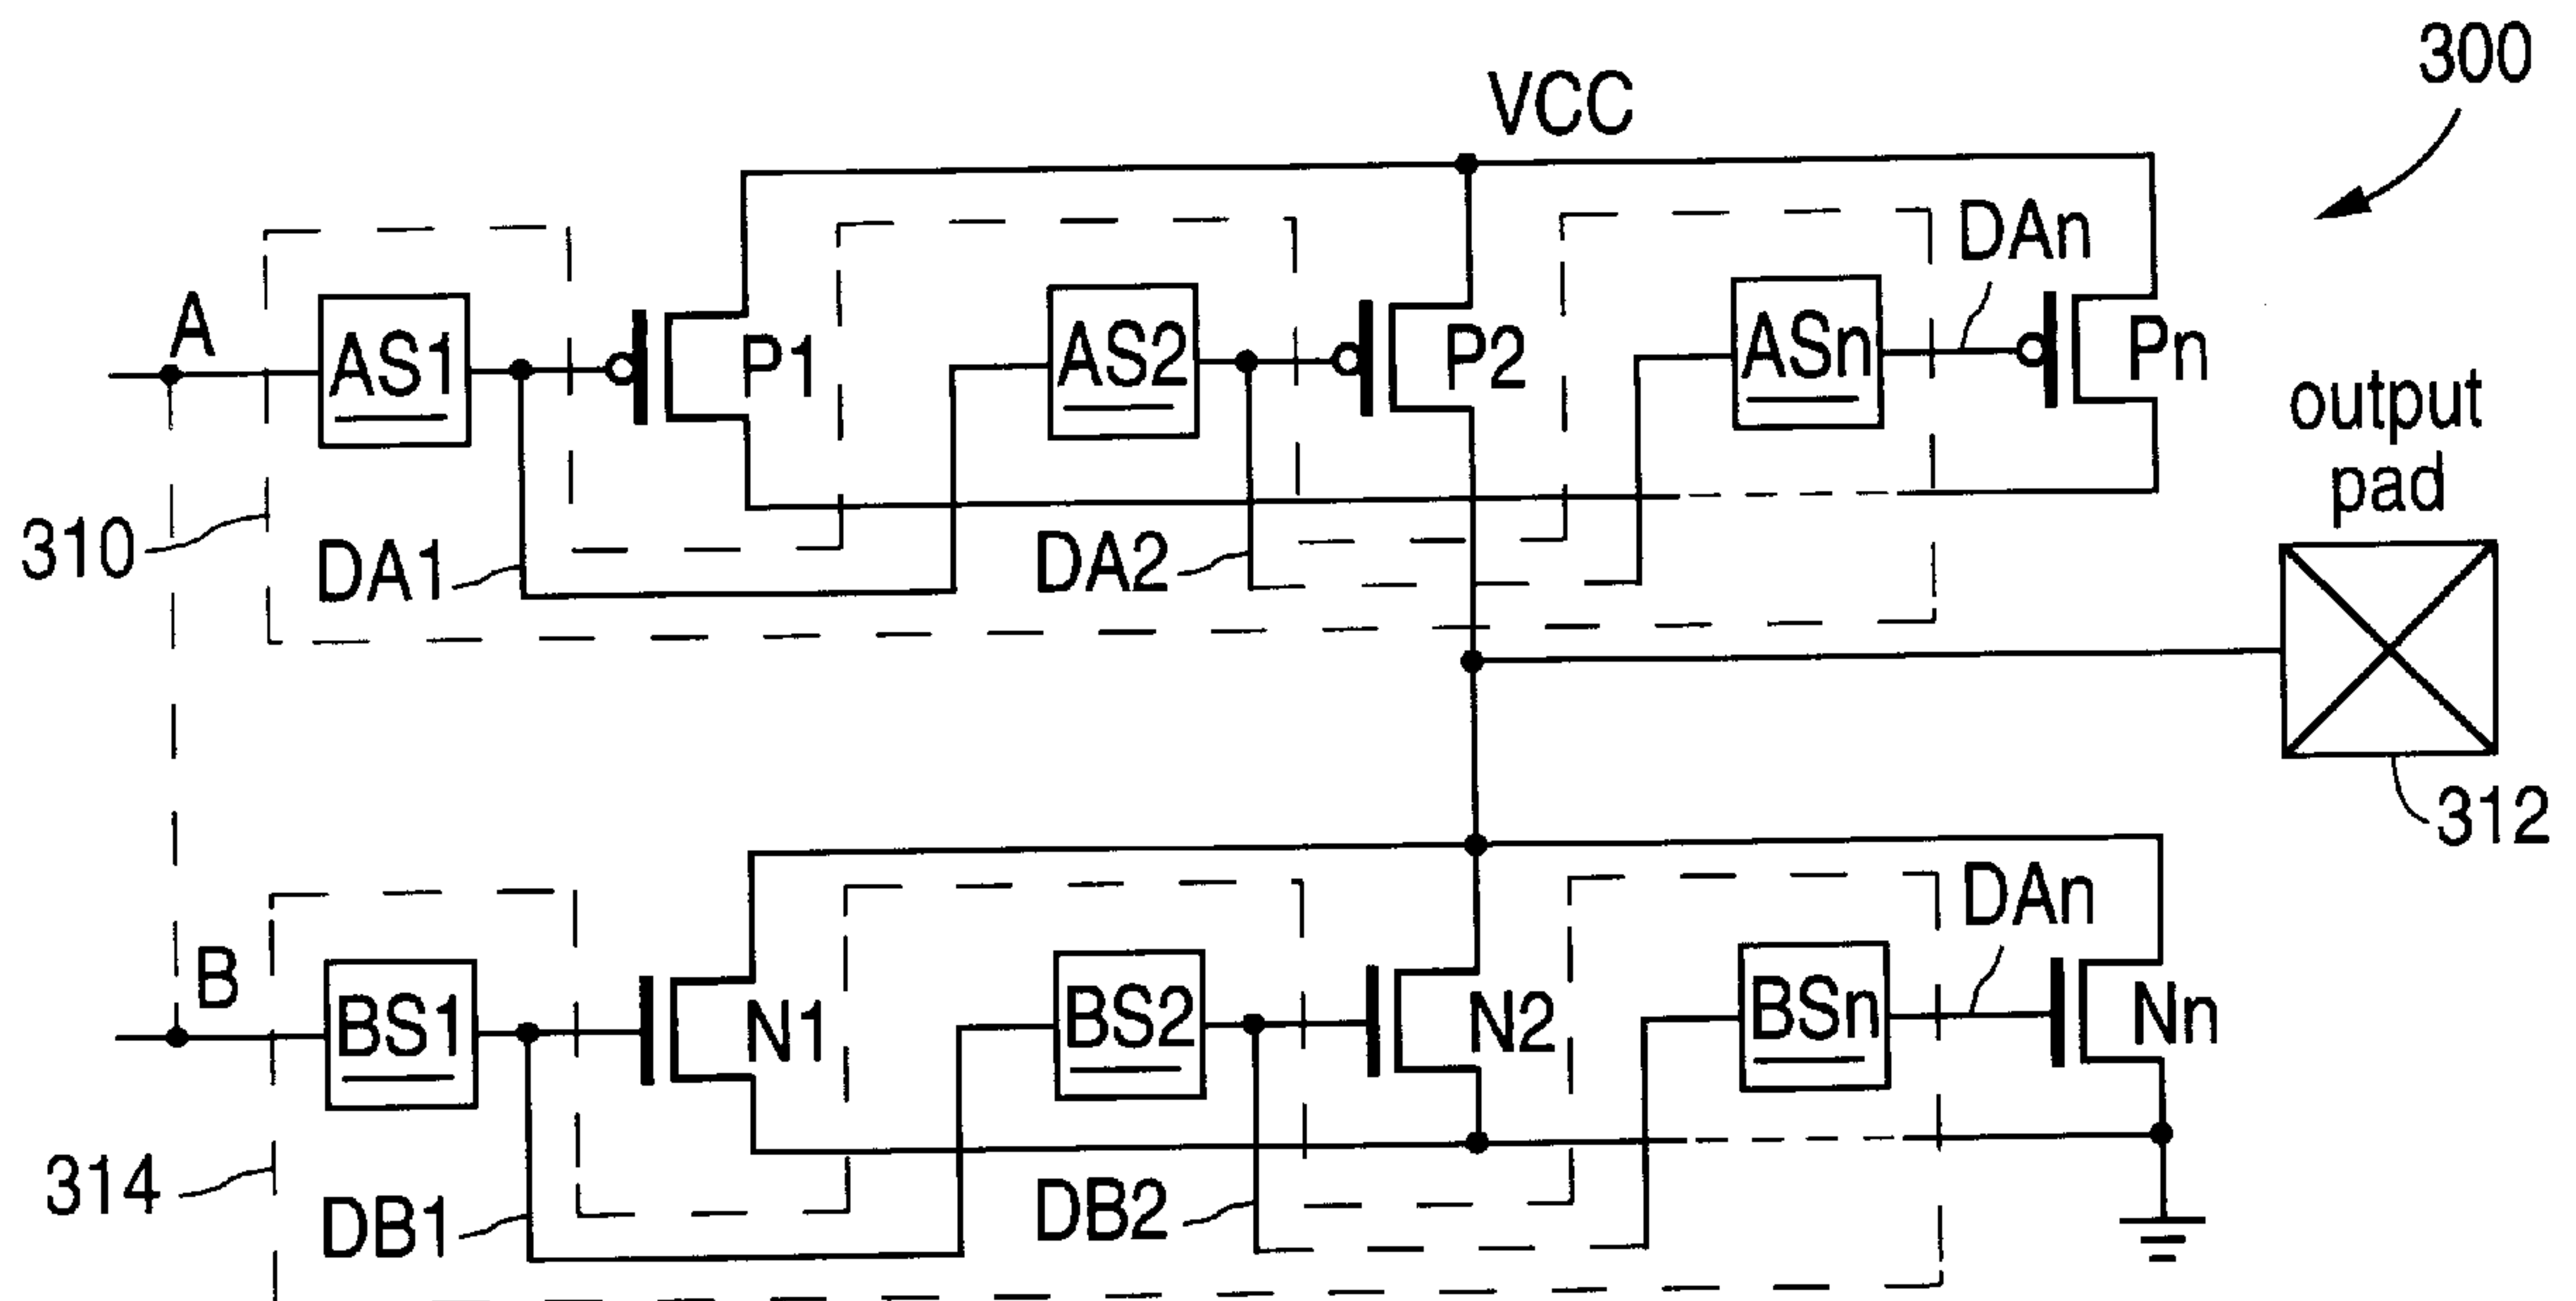 300
VCC
A
AS1
P1
AS2
P2
ASn
DAn
Pn
output
pad
310
DA1
DA2
312
B
BS1
N1
BS2
N2
BSn
DAn
Nn
314
DB1
DB2